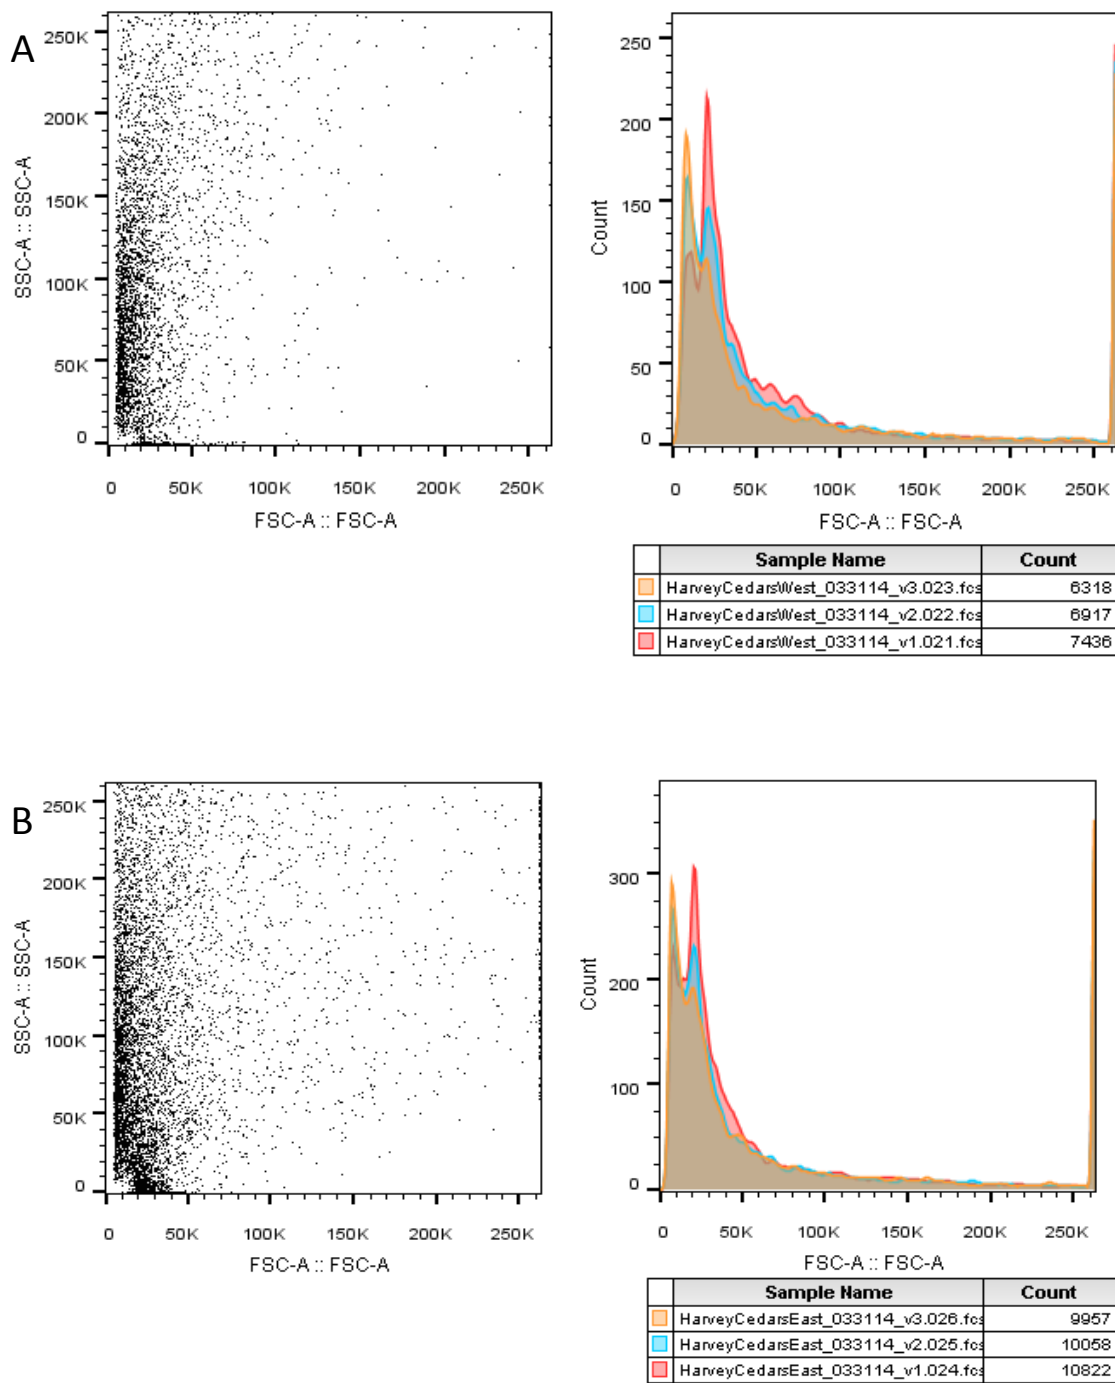 A
250K
200K
150K
100K
50K
0
SSC-A :: SSC-A
0 50K 100K 150K 200K 250K
FSC-A :: FSC-A
250
200
150
100
50
0
Count
0 50K 100K 150K 200K 250K
FSC-A :: FSC-A
Sample Name Count
HarveyCedarsWest_033114_v3.023.fcs 6318
HarveyCedarsWest_033114_v2.022.fcs 6917
HarveyCedarsWest_033114_v1.021.fcs 7436
B
250K
200K
150K
100K
50K
0
SSC-A :: SSC-A
0 50K 100K 150K 200K 250K
FSC-A :: FSC-A
300
200
100
0
Count
0 50K 100K 150K 200K 250K
FSC-A :: FSC-A
Sample Name Count
HarveyCedarsEast_033114_v3.026.fcs 9957
HarveyCedarsEast_033114_v2.025.fcs 10058
HarveyCedarsEast_033114_v1.024.fcs 10822